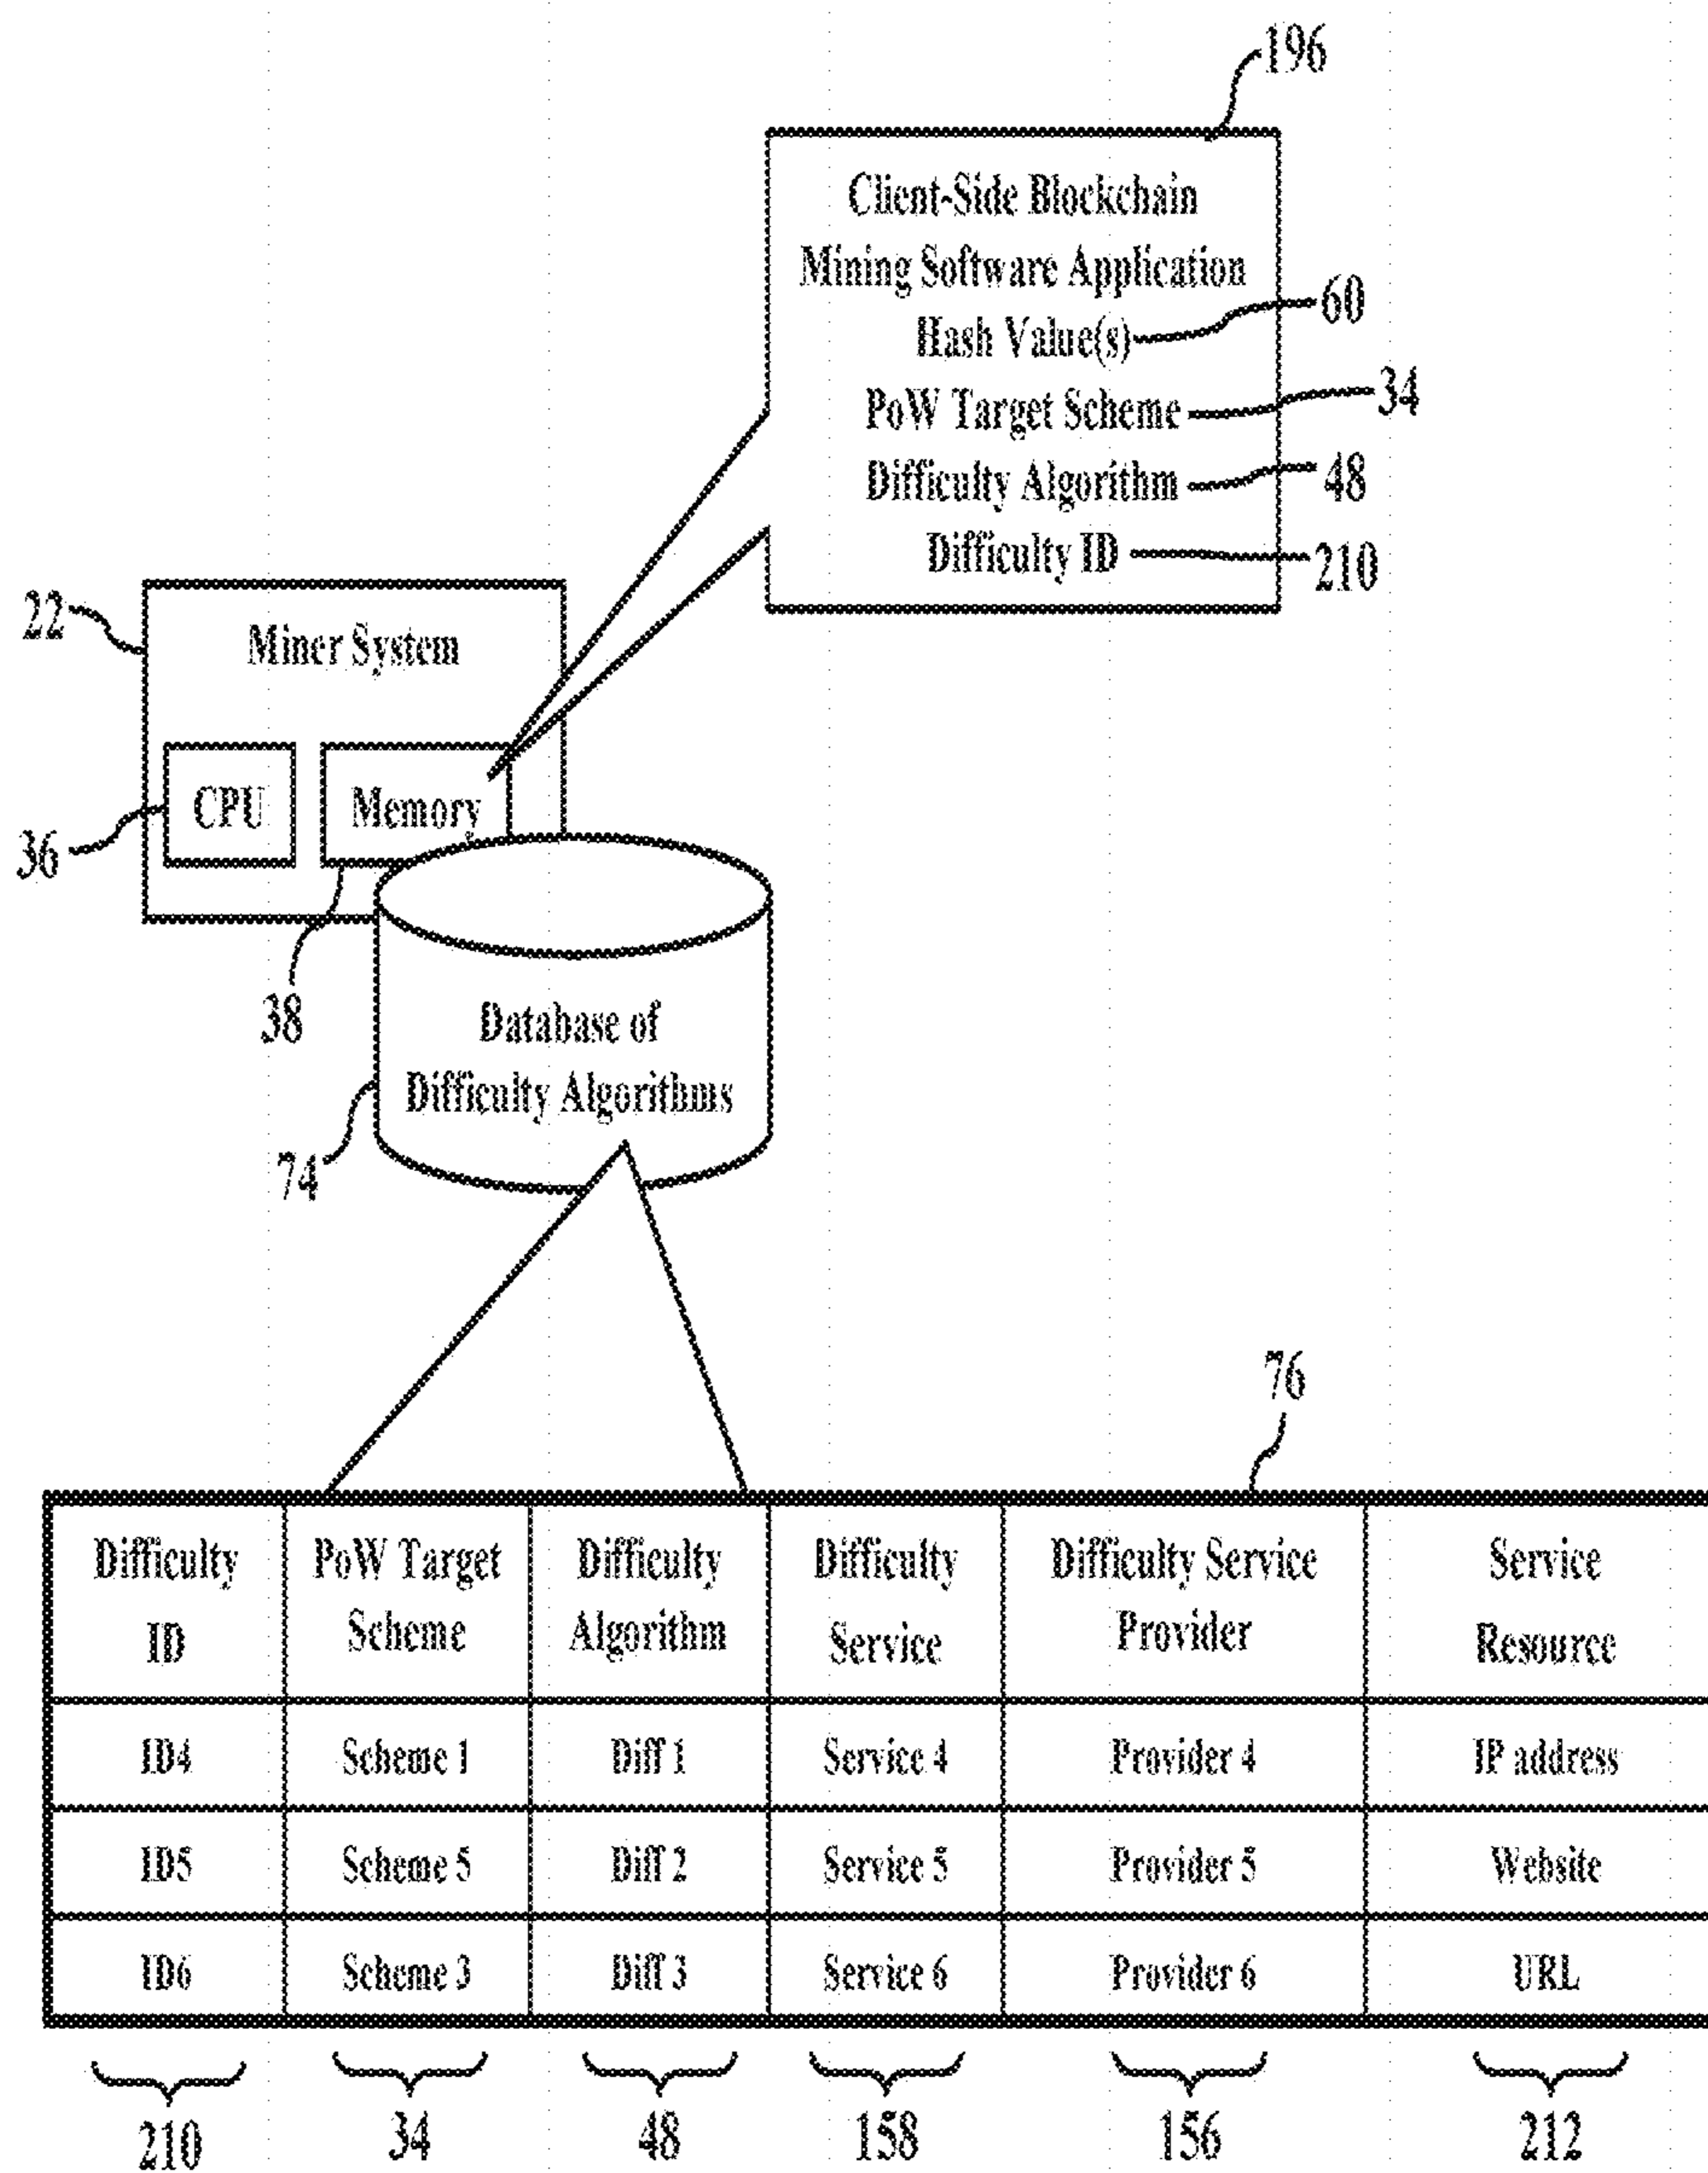 196
Client-Side Blockchain
Mining Software Application
Hash Value(s)
60
PoW Target Scheme
34
Difficulty Algorithm
48
Difficulty ID
210
22
Miner System
CPU
Memory
36
38
Database of
Difficulty Algorithms
74
76
Difficulty ID
PoW Target Scheme
Difficulty Algorithm
Difficulty Service
Difficulty Service Provider
Service Resource
ID4 Scheme 1 Diff 1 Service 4 Provider 4 IP address
ID5 Scheme 5 Diff 2 Service 5 Provider 5 Website
ID6 Scheme 3 Diff 3 Service 6 Provider 6 URL
210 34 48 158 156 212